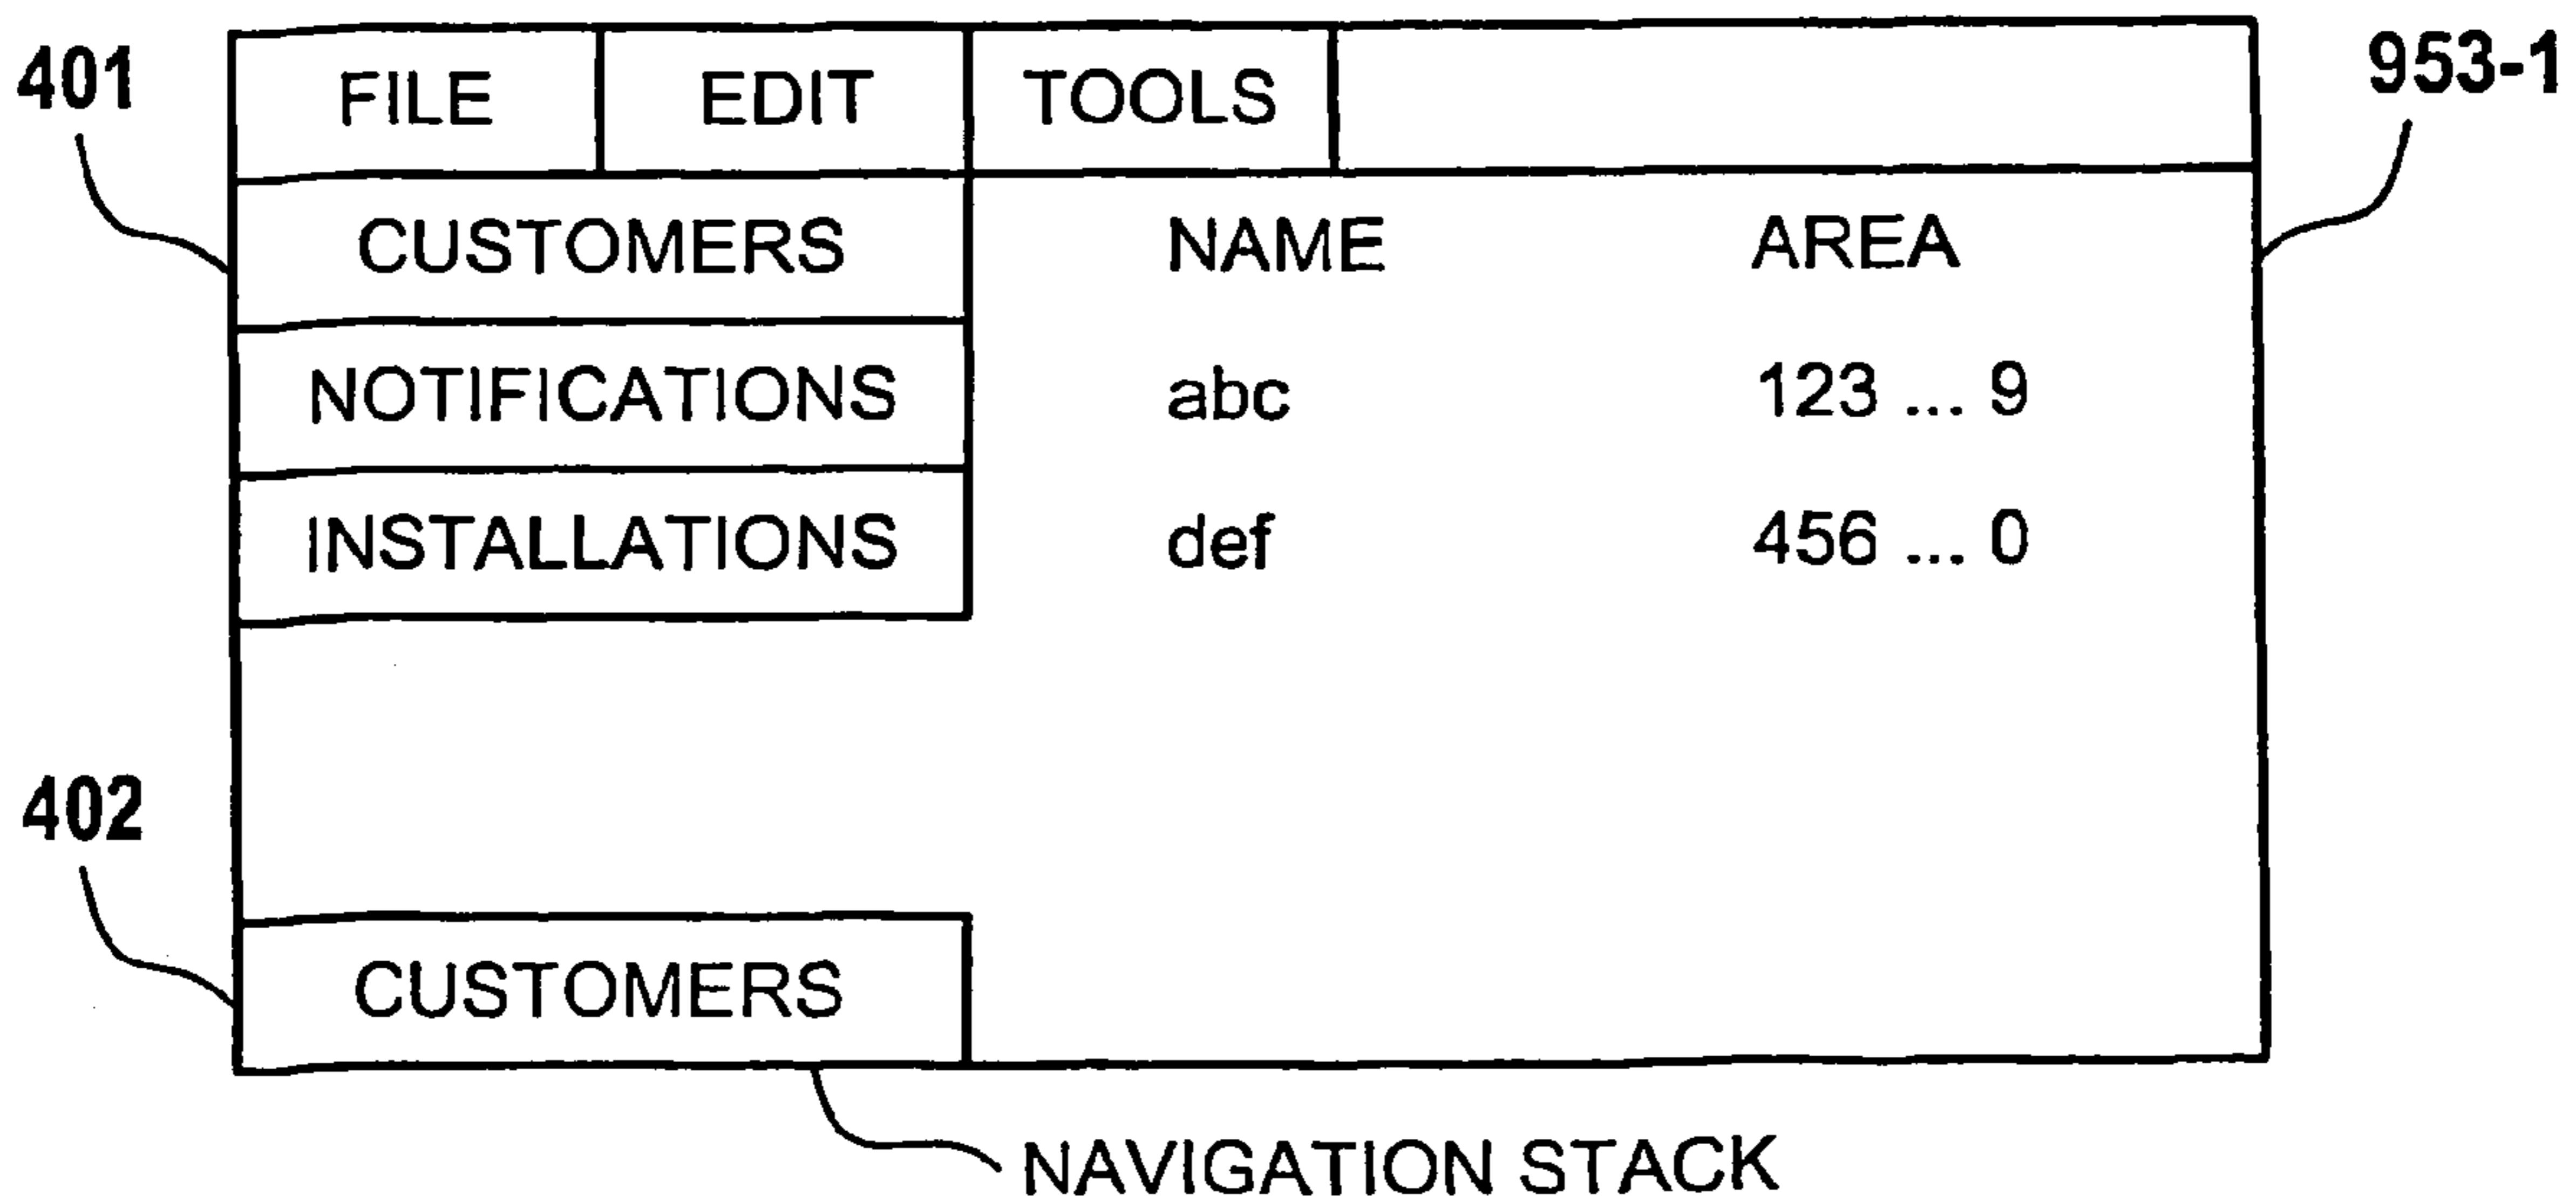 401 FILE EDIT TOOLS 953-1
CUSTOMERS NAME AREA
NOTIFICATIONS abc 123 ... 9
INSTALLATIONS def 456 ... 0
402
CUSTOMERS
NAVIGATION STACK